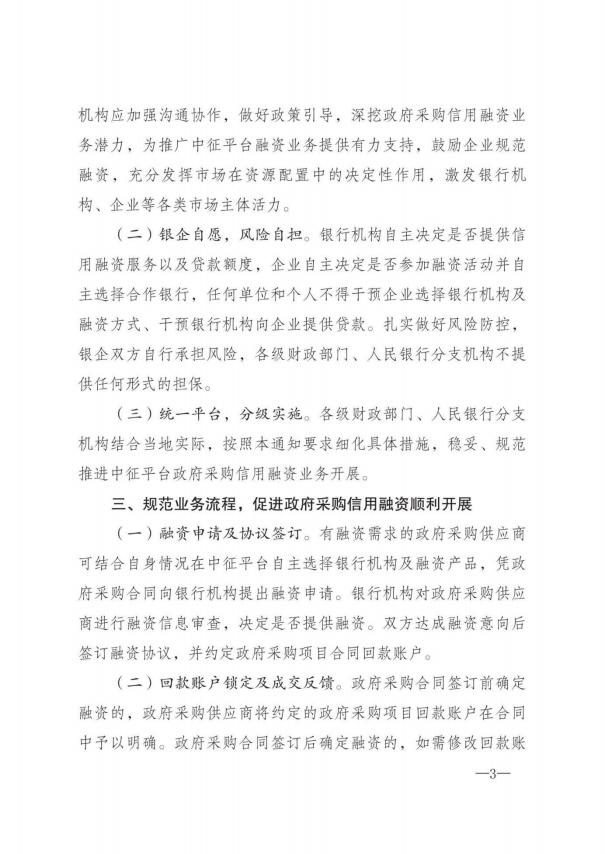 机构应加强沟通协作，做好政策引导，深挖政府采购信用融资业
务潜力，为推广中征平台融资业务提供有力支持，鼓励企业规范
融资，充分发挥市场在资源配置中的决定性作用，激发银行机
构、企业等各类市场主体活力。
（二）银企自愿，风险自担。银行机构自主决定是否提供信
用融资服务以及贷款额度，企业自主决定是否参加融资活动并自
主选择合作银行，任何单位和个人不得干预企业选择银行机构及
融资方式、干预银行机构向企业提供贷款。扎实做好风险防控，
银企双方自行承担风险，各级财政部门、人民银行分支机构不提
供任何形式的担保。
（三）统一平台，分级实施。各级财政部门、人民银行分支
机构结合当地实际，按照本通知要求细化具体措施，稳妥、规范
推进中征平台政府采购信用融资业务开展。
三、规范业务流程，促进政府采购信用融资顺利开展
（一）融资申请及协议签订。有融资需求的政府采购供应商
可结合自身情况在中征平台自主选择银行机构及融资产品，凭政
府采购合同向银行机构提出融资申请。银行机构对政府采购供应
商进行融资信息审查，决定是否提供融资。双方达成融资意向后
签订融资协议，并约定政府采购项目合同回款账户。
（二）回款账户锁定及成交反馈。政府采购合同签订前确定
融资的，政府采购供应商将约定的政府采购项目回款账户在合同
中予以明确。政府采购合同签订后确定融资的，如需修改回款账
—3—